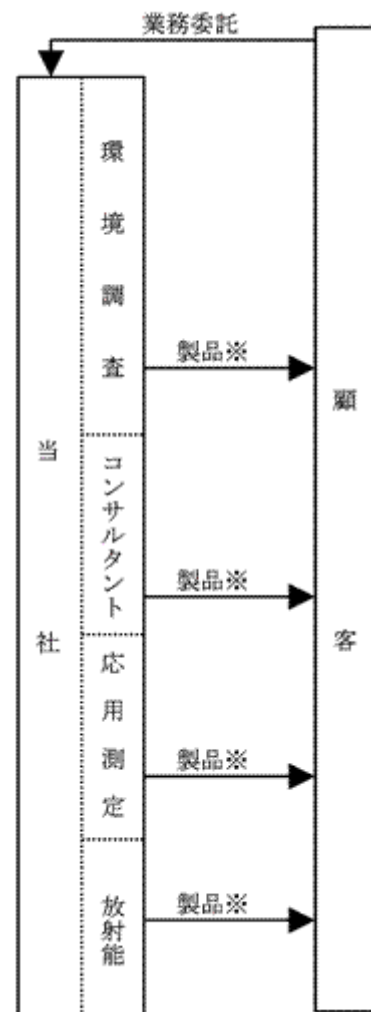 業務委託
環境調査
製品※
当社
顧客
コンサルタント
製品※
応用測定
製品※
放射能
製品※